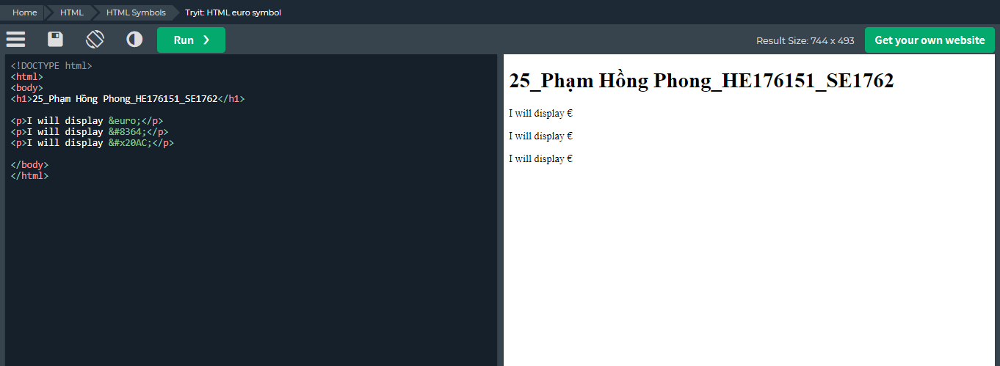 Home HTML HTML Symbols Tryit: HTML euro symbol
Run ❯ Result Size: 744 x 493 Get your own website
<!DOCTYPE html>
<html>
<body>
<h1>25_Phạm Hồng Phong_HE176151_SE1762</h1>
<p>I will display &euro;</p>
<p>I will display &#8364;</p>
<p>I will display &#x20AC;</p>
</body>
</html>
25_Phạm Hồng Phong_HE176151_SE1762
I will display €
I will display €
I will display €